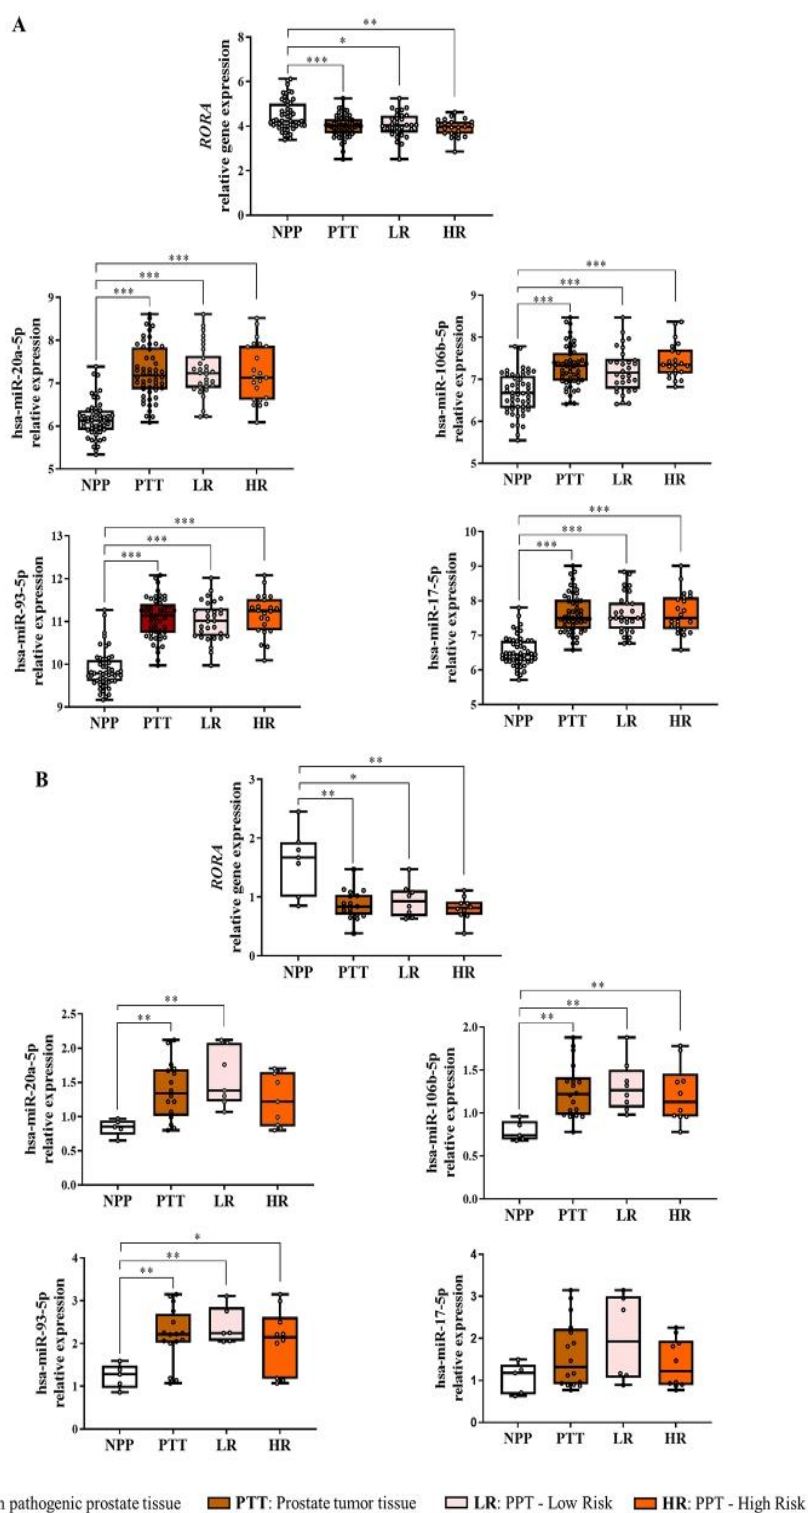 A
**
*
***
RORA
relative gene expression
8
6
4
2
0
NPP PTT LR HR
***
***
***
hsa-miR-20a-5p
relative expression
9
8
7
6
5
NPP PTT LR HR
***
***
***
hsa-miR-106b-5p
relative expression
9
8
7
6
5
NPP PTT LR HR
***
***
***
hsa-miR-93-5p
relative expression
13
12
11
10
9
NPP PTT LR HR
***
***
***
hsa-miR-17-5p
relative expression
10
9
8
7
6
5
NPP PTT LR HR
B
**
*
**
RORA
relative gene expression
3
2
1
0
NPP PTT LR HR
**
**
hsa-miR-20a-5p
relative expression
2.5
2.0
1.5
1.0
0.5
0.0
NPP PTT LR HR
**
**
**
hsa-miR-106b-5p
relative expression
2.0
1.5
1.0
0.5
0.0
NPP PTT LR HR
*
**
**
hsa-miR-93-5p
relative expression
4
3
2
1
0
NPP PTT LR HR
hsa-miR-17-5p
relative expression
4
3
2
1
0
NPP PTT LR HR
pathogenic prostate tissue PTT: Prostate tumor tissue LR: PPT - Low Risk HR: PPT - High Risk